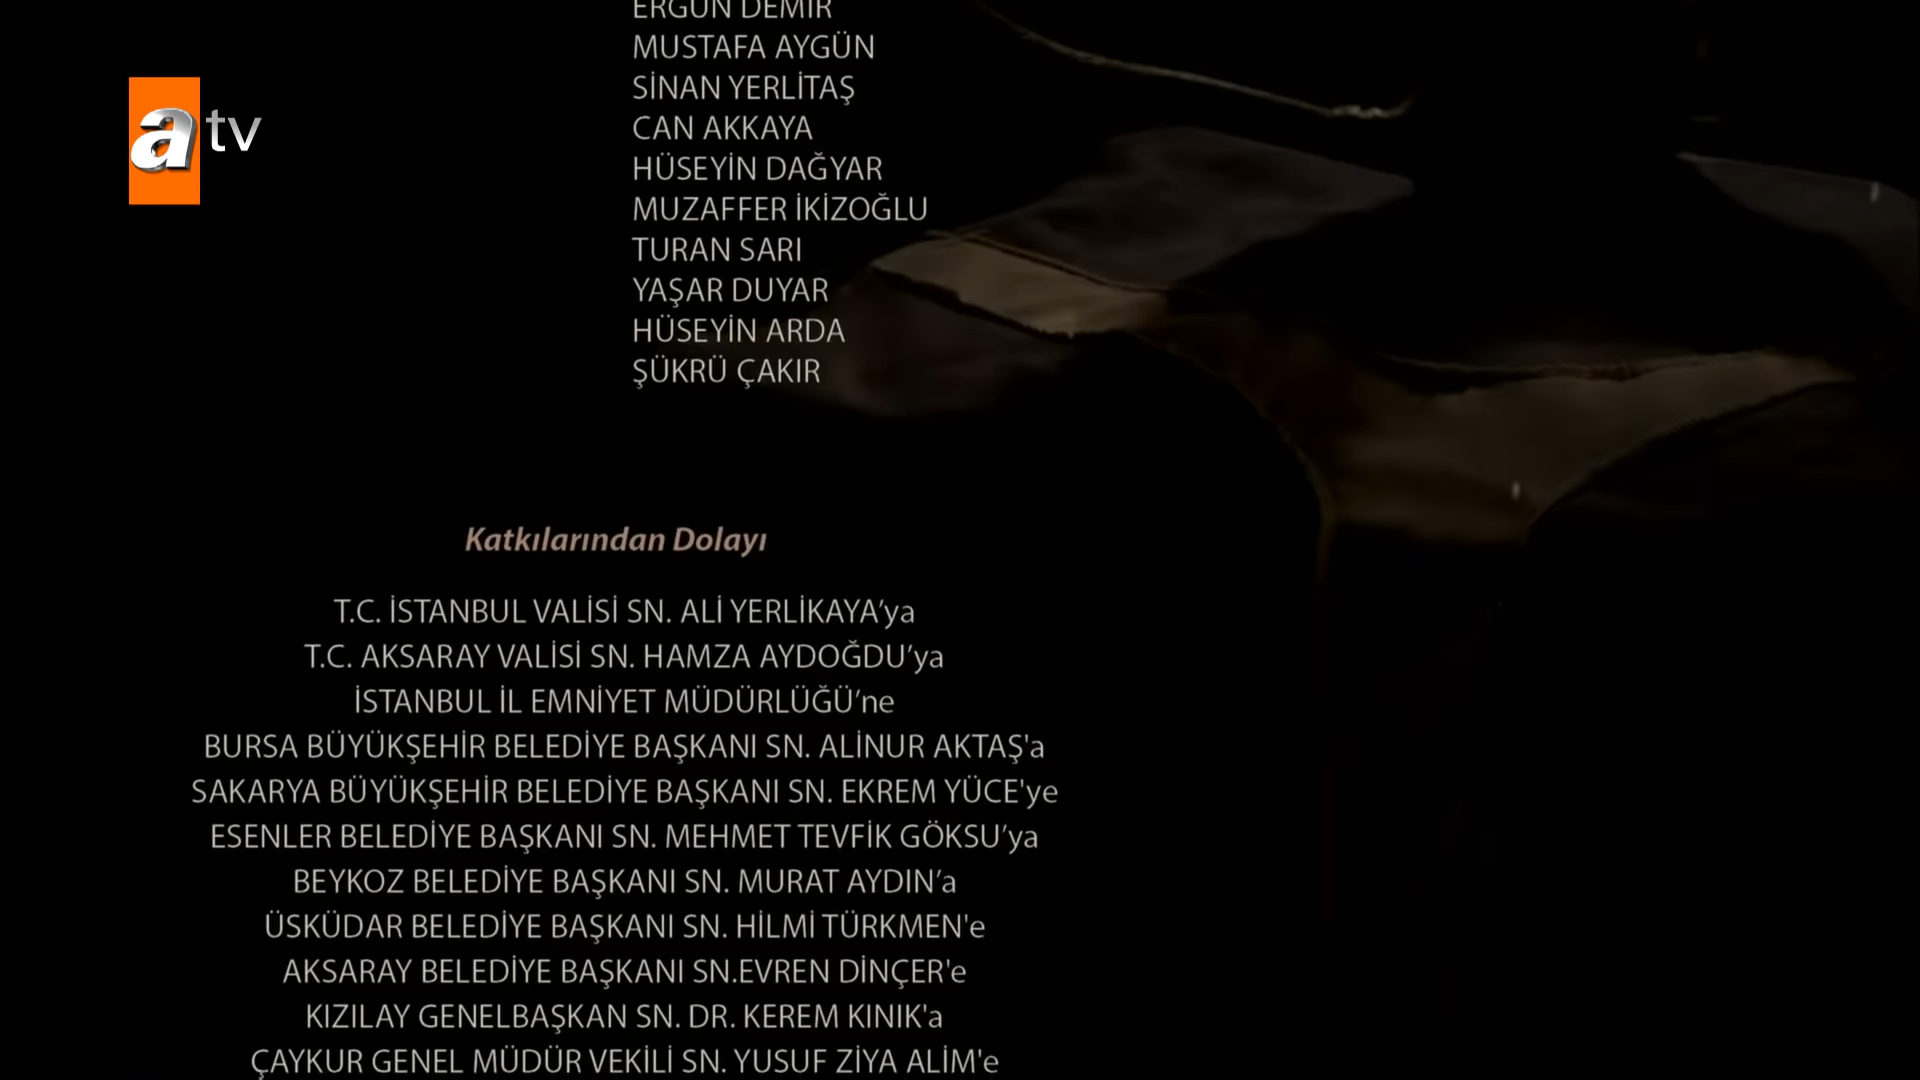 ERGÜN DEMİR
MUSTAFA AYGÜN
SİNAN YERLİTAŞ
CAN AKKAYA
HÜSEYİN DAĞYAR
MUZAFFER İKİZOĞLU
TURAN SARI
YAŞAR DUYAR
HÜSEYİN ARDA
ŞÜKRÜ ÇAKIR
atv
Katkılarından Dolayı
T.C. İSTANBUL VALİSİ SN. ALİ YERLİKAYA’ya
T.C. AKSARAY VALİSİ SN. HAMZA AYDOĞDU’ya
İSTANBUL İL EMNİYET MÜDÜRLÜĞÜ’ne
BURSA BÜYÜKŞEHİR BELEDİYE BAŞKANI SN. ALİNUR AKTAŞ'a
SAKARYA BÜYÜKŞEHİR BELEDİYE BAŞKANI SN. EKREM YÜCE'ye
ESENLER BELEDİYE BAŞKANI SN. MEHMET TEVFİK GÖKSU’ya
BEYKOZ BELEDİYE BAŞKANI SN. MURAT AYDIN’a
ÜSKÜDAR BELEDİYE BAŞKANI SN. HİLMİ TÜRKMEN'e
AKSARAY BELEDİYE BAŞKANI SN.EVREN DİNÇER'e
KIZILAY GENELBAŞKAN SN. DR. KEREM KINIK'a
ÇAYKUR GENEL MÜDÜR VEKİLİ SN. YUSUF ZİYA ALİM'e